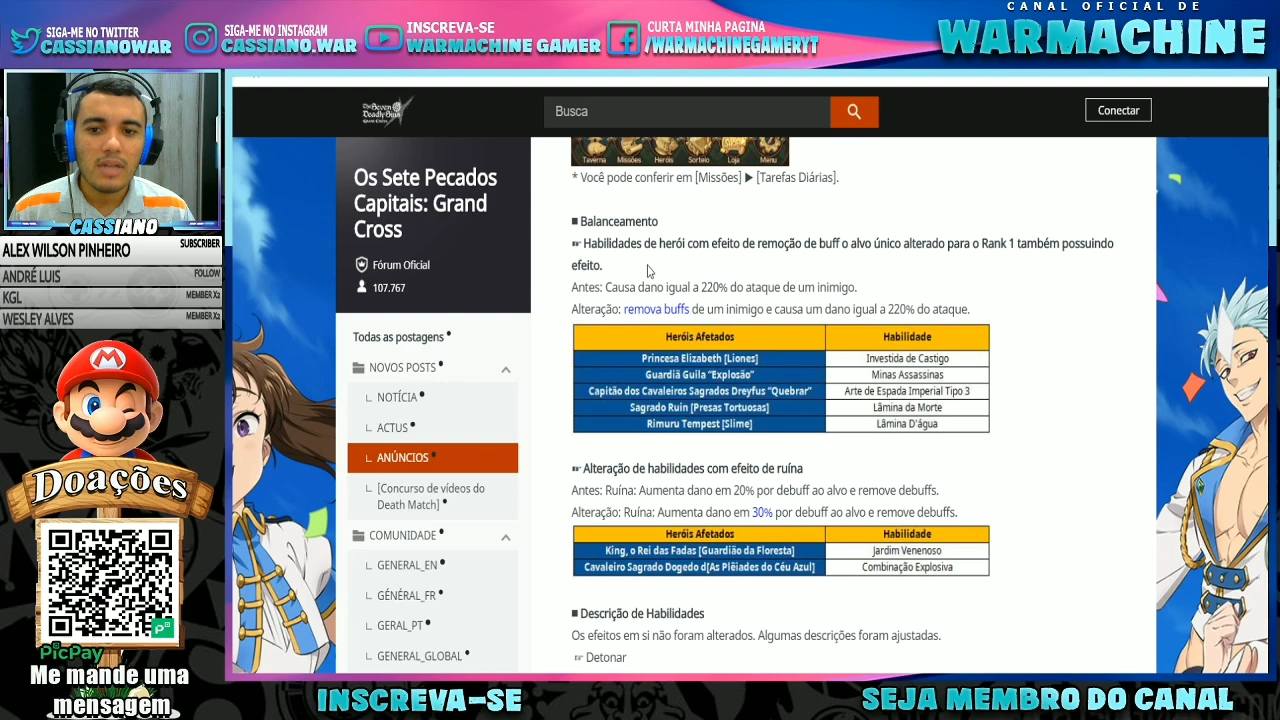 SIGA-ME NO TWITTER
CASSIANOWAR
SIGA-ME NO INSTAGRAM
CASSIANO.WAR
INSCREVA-SE
WARMACHINE GAMER
CURTA MINHA PAGINA
/WARMACHINEGAMERYT
CANAL OFICIAL DE
WARMACHINE
CASSIANO
ALEX WILSON PINHEIRO
SUBSCRIBER
ANDRÉ LUIS
FOLLOW
KGL
MEMBER X2
WESLEY ALVES
MEMBER X2
Doações
PicPay
Me mande uma
mensagem
The Seven
Deadly Sins
GRAND CROSS
Busca
Conectar
Os Sete Pecados
Capitais: Grand
Cross
Fórum Oficial
107.767
Todas as postagens
NOVOS POSTS
NOTÍCIA
ACTUS
ANÚNCIOS
[Concurso de vídeos do
Death Match]
COMUNIDADE
GENERAL_EN
GÉNÉRAL_FR
GERAL_PT
GENERAL_GLOBAL
Taverna Missões Heróis Sorteio Loja Menu
* Você pode conferir em [Missões] ▶ [Tarefas Diárias].
■ Balanceamento
☞ Habilidades de herói com efeito de remoção de buff o alvo único alterado para o Rank 1 também possuindo
efeito.
Antes: Causa dano igual a 220% do ataque de um inimigo.
Alteração: remova buffs de um inimigo e causa um dano igual a 220% do ataque.
Heróis Afetados Habilidade
Princesa Elizabeth [Liones] Investida de Castigo
Guardiã Guila “Explosão” Minas Assassinas
Capitão dos Cavaleiros Sagrados Dreyfus “Quebrar” Arte de Espada Imperial Tipo 3
Sagrado Ruin [Presas Tortuosas] Lâmina da Morte
Rimuru Tempest [Slime] Lâmina D'água
☞ Alteração de habilidades com efeito de ruína
Antes: Ruína: Aumenta dano em 20% por debuff ao alvo e remove debuffs.
Alteração: Ruína: Aumenta dano em 30% por debuff ao alvo e remove debuffs.
Heróis Afetados Habilidade
King, o Rei das Fadas [Guardião da Floresta] Jardim Venenoso
Cavaleiro Sagrado Dogedo d[As Plêiades do Céu Azul] Combinação Explosiva
■ Descrição de Habilidades
Os efeitos em si não foram alterados. Algumas descrições foram ajustadas.
☞ Detonar
INSCREVA-SE
SEJA MEMBRO DO CANAL